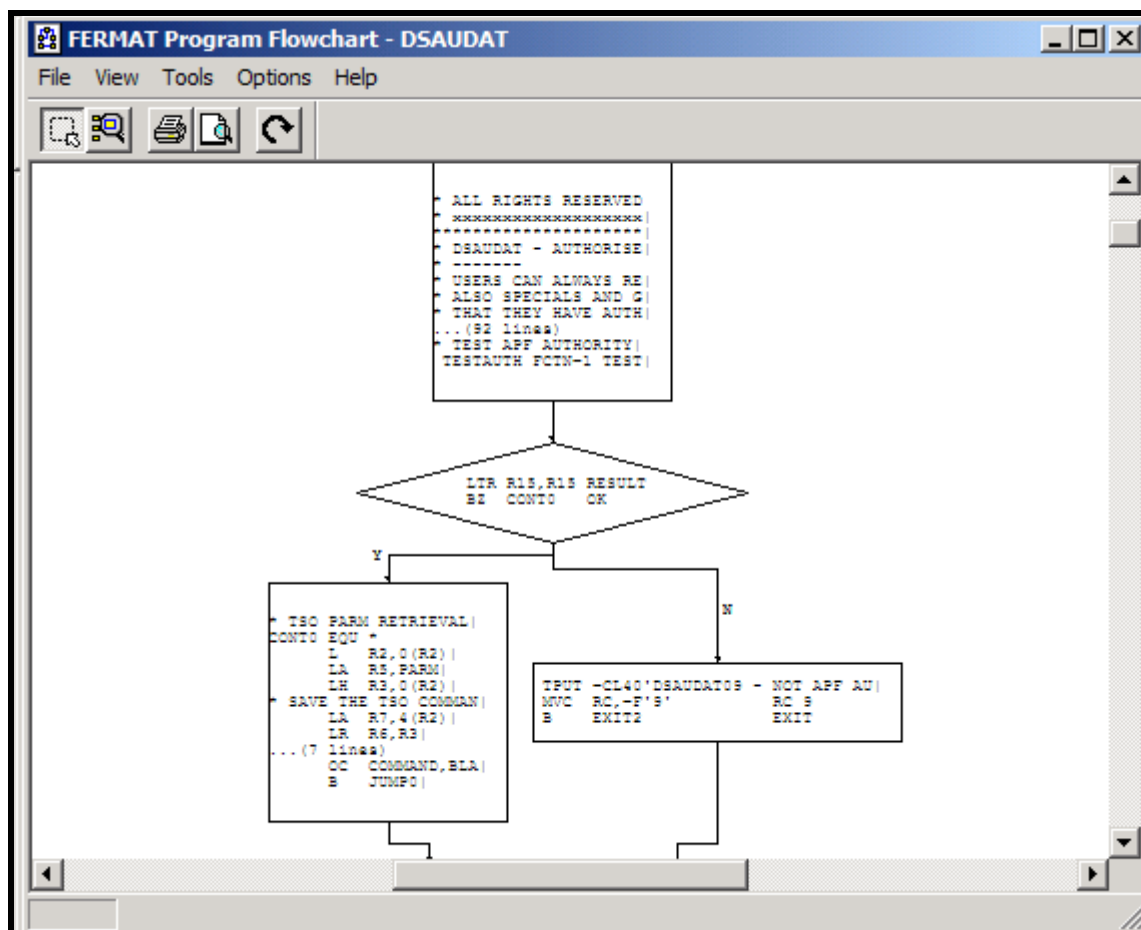 FERMAT Program Flowchart - DSAUDAT
File View Tools Options Help
* ALL RIGHTS RESERVED
* xxxxxxxxxxxxxxxxxxx|
*********************|
* DSAUDAT - AUTHORISE|
* -------
* USERS CAN ALWAYS RE|
* ALSO SPECIALS AND G|
* THAT THEY HAVE AUTH|
...(92 lines)
* TEST APF AUTHORITY|
TESTAUTH FCTN=1 TEST|
LTR R15,R15 RESULT
BZ CONT0 OK
Y
N
* TSO PARM RETRIEVAL|
CONT0 EQU *
L R2,0(R2)|
LA R5,PARM|
LH R3,0(R2)|
* SAVE THE TSO COMMAN|
LA R7,4(R2)|
LR R6,R3|
...(7 lines)
OC COMMAND,BLA|
B JUMP0|
TPUT =CL40'DSAUDAT09 - NOT APF AU|
MVC RC,=F'9' RC 9
B EXIT2 EXIT